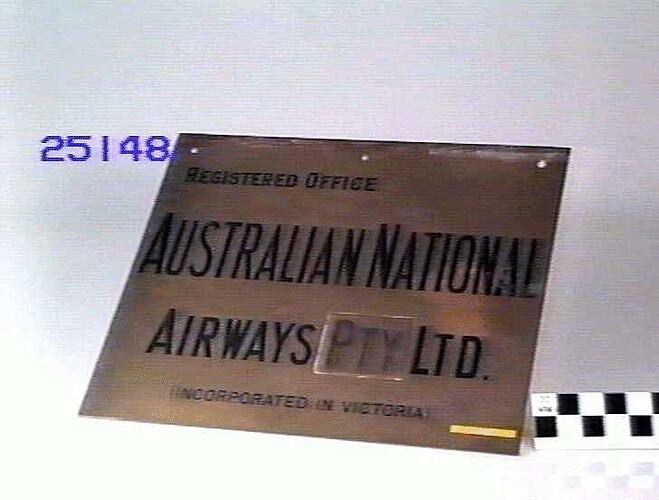 25148
REGISTERED OFFICE
AUSTRALIAN NATIONAL
AIRWAYS PTY LTD.
(INCORPORATED IN VICTORIA)